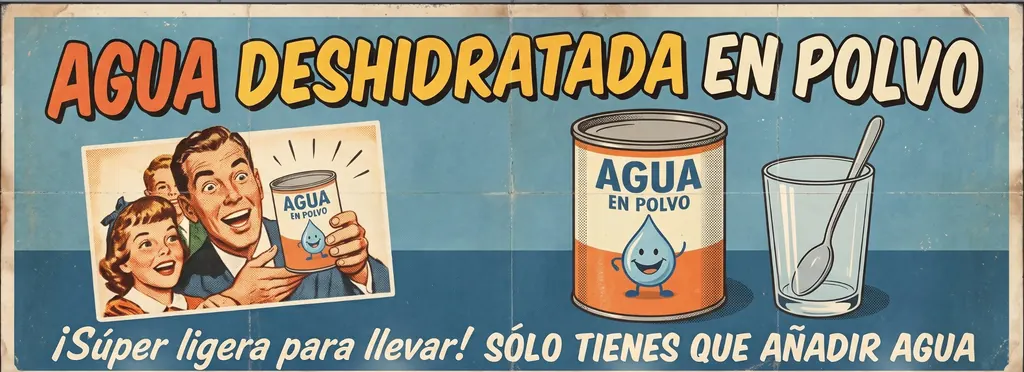 AGUA DESHIDRATADA EN POLVO
AGUA
EN POLVO
AGUA
EN POLVO
¡Súper ligera para llevar! SÓLO TIENES QUE AÑADIR AGUA